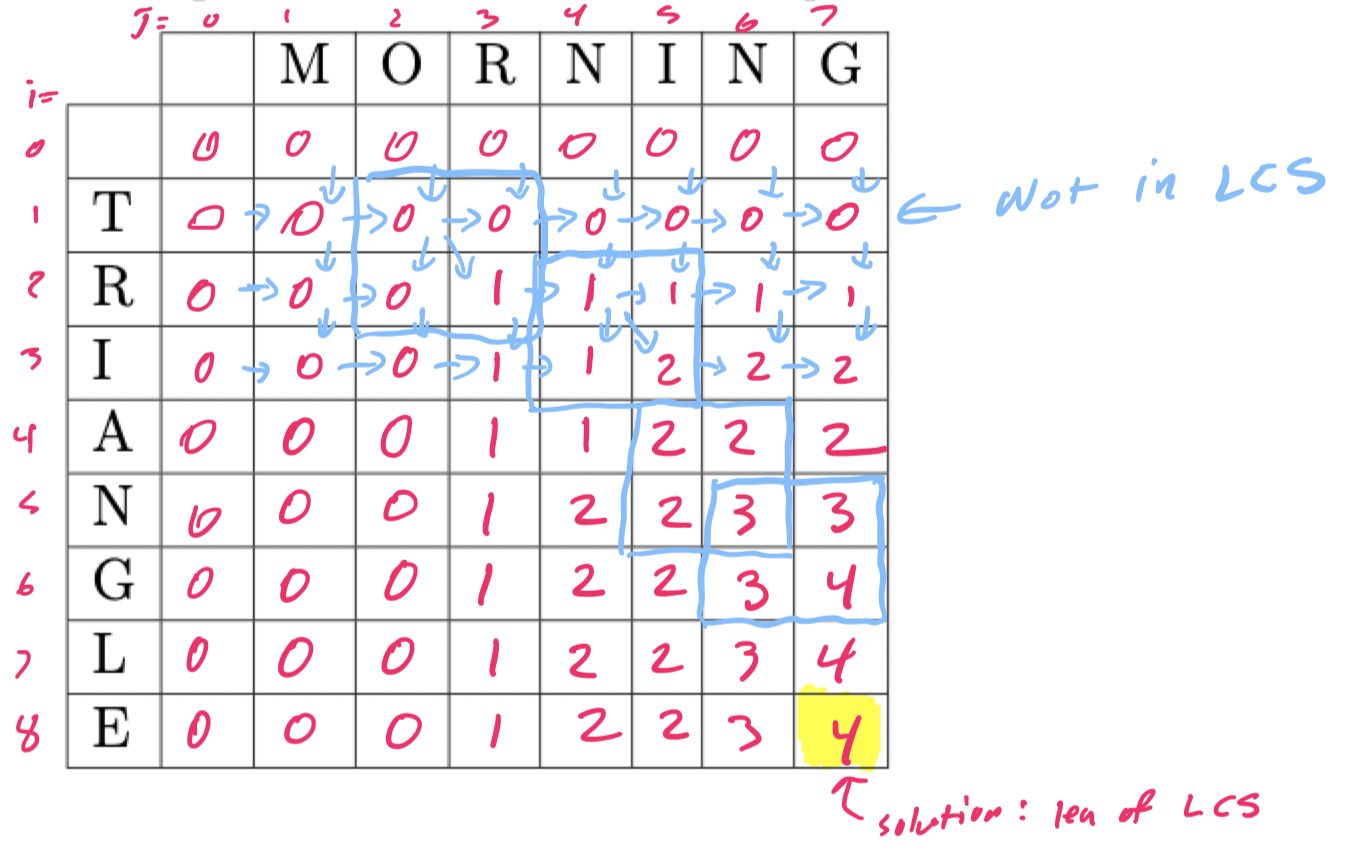 J= 0 1 2 3 4 5 6 7
M O R N I N G
i=
0 0 0 0 0 0 0 0 0
1 T 0 0 0 0 0 0 0 0 ← Not in LCS
2 R 0 0 0 1 1 1 1 1
3 I 0 0 0 1 1 2 2 2
4 A 0 0 0 1 1 2 2 2
5 N 0 0 0 1 2 2 3 3
6 G 0 0 0 1 2 2 3 4
7 L 0 0 0 1 2 2 3 4
8 E 0 0 0 1 2 2 3 4
solution: len of LCS